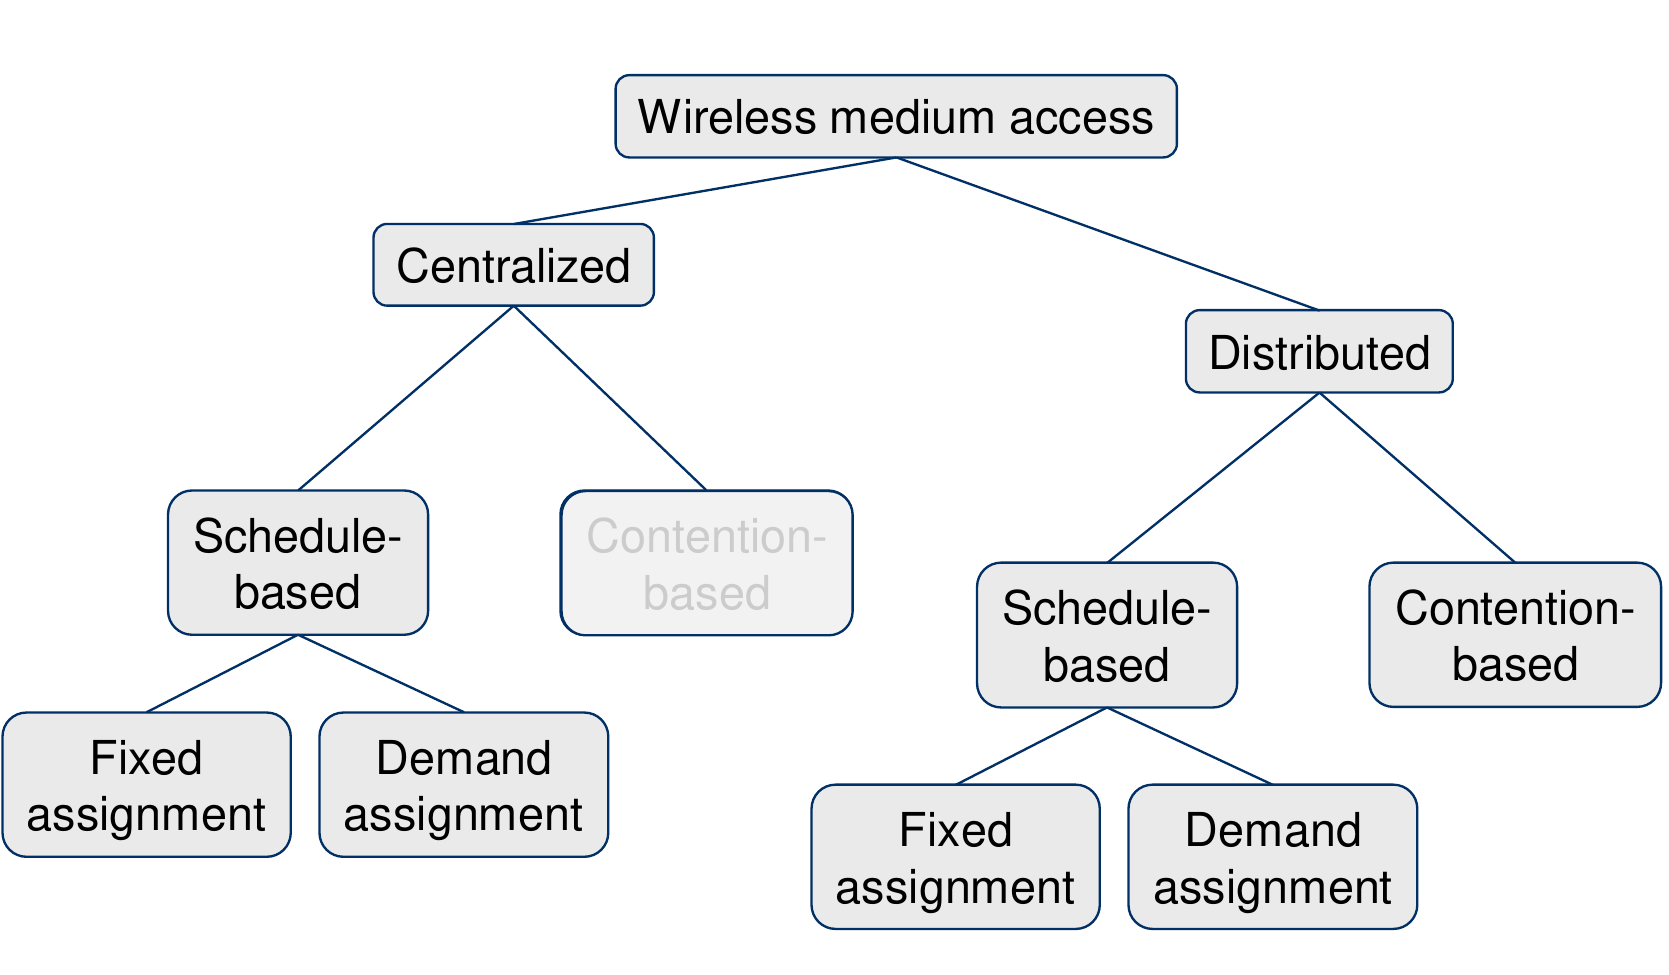 Wireless medium access
Centralized
Distributed
Schedule-
based
Contention-
based
Schedule-
based
Contention-
based
Fixed
assignment
Demand
assignment
Fixed
assignment
Demand
assignment